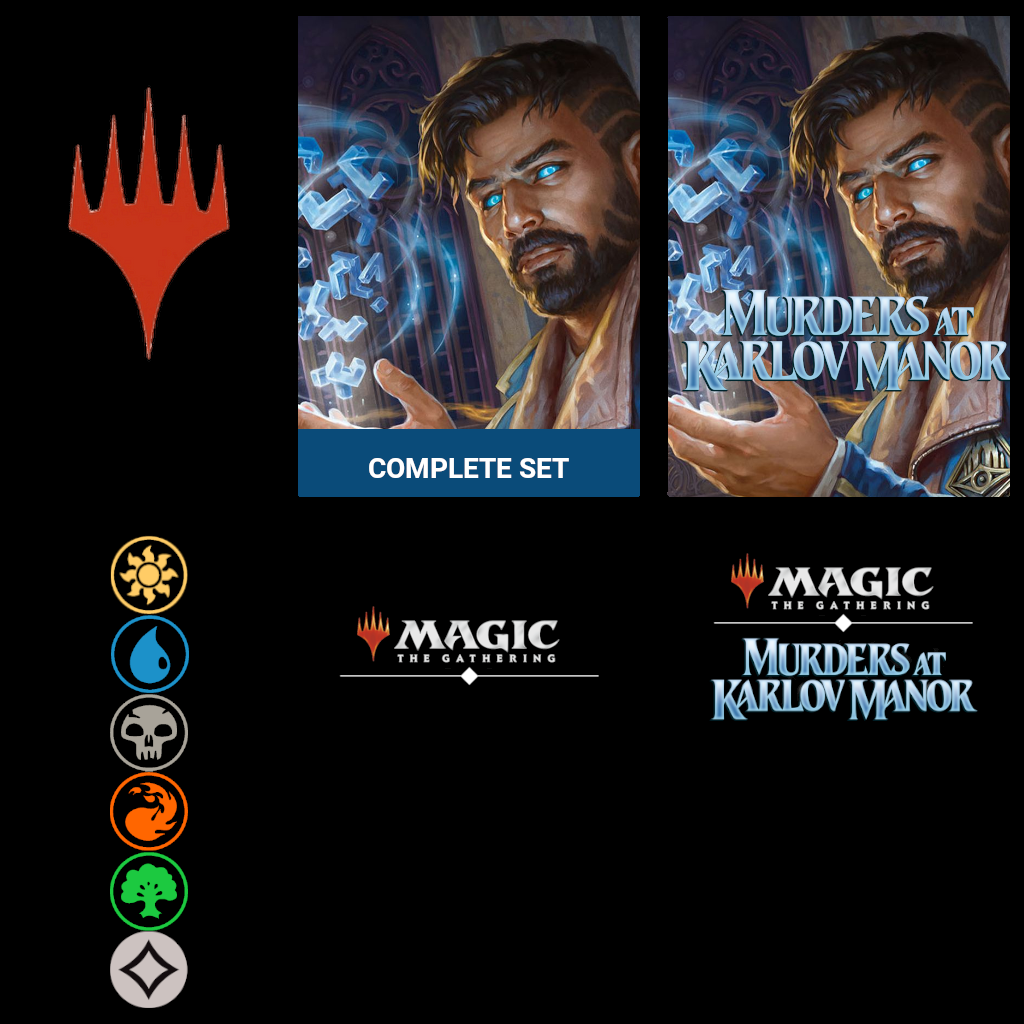 COMPLETE SET
MURDERS AT
KARLOV MANOR
MAGIC
THE GATHERING
MAGIC
THE GATHERING
MURDERS AT
KARLOV MANOR